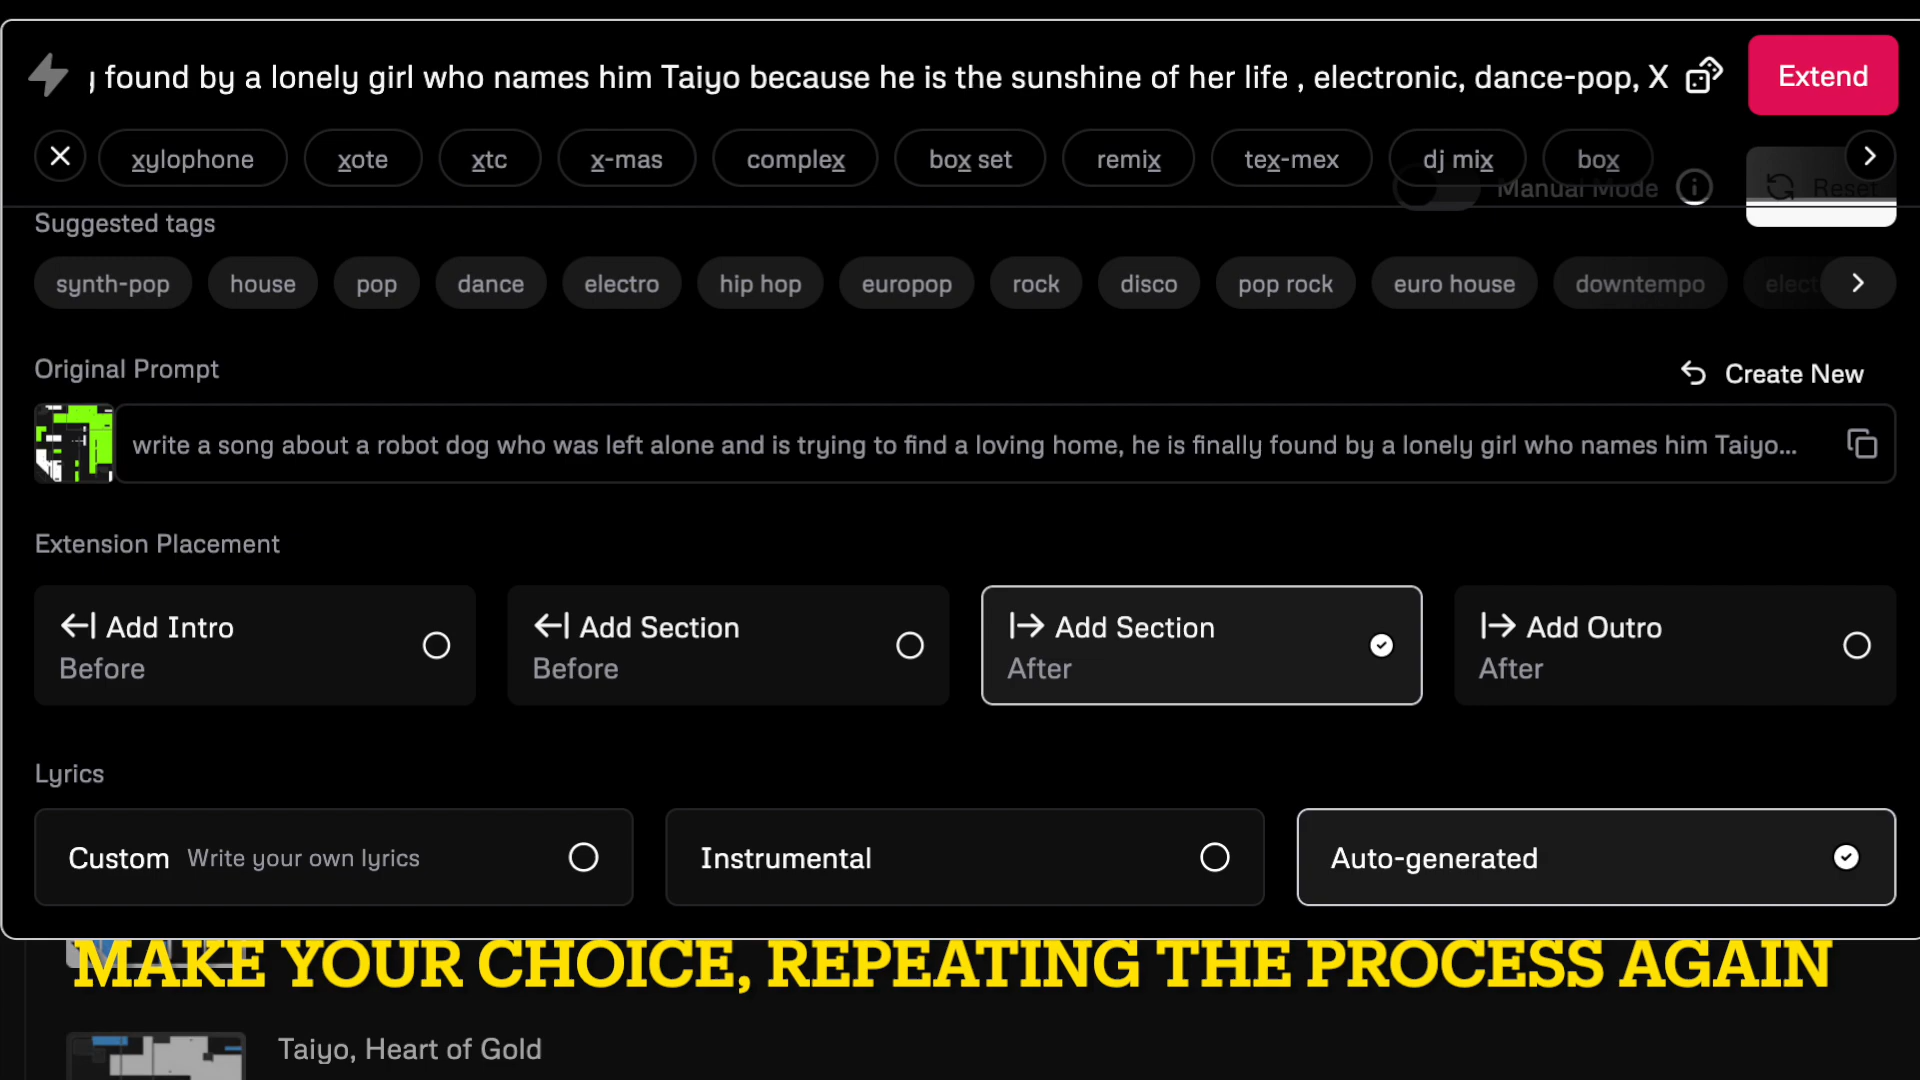 found by a lonely girl who names him Taiyo because he is the sunshine of her life , electronic, dance-pop, X
Extend
xylophone xote xtc x-mas complex box set remix tex-mex dj mix box
Manual Mode Reset
Suggested tags
synth-pop house pop dance electro hip hop europop rock disco pop rock euro house downtempo elect
Original Prompt
Create New
write a song about a robot dog who was left alone and is trying to find a loving home, he is finally found by a lonely girl who names him Taiyo...
Extension Placement
Add Intro
Before
Add Section
Before
Add Section
After
Add Outro
After
Lyrics
Custom Write your own lyrics
Instrumental
Auto-generated
MAKE YOUR CHOICE, REPEATING THE PROCESS AGAIN
Taiyo, Heart of Gold